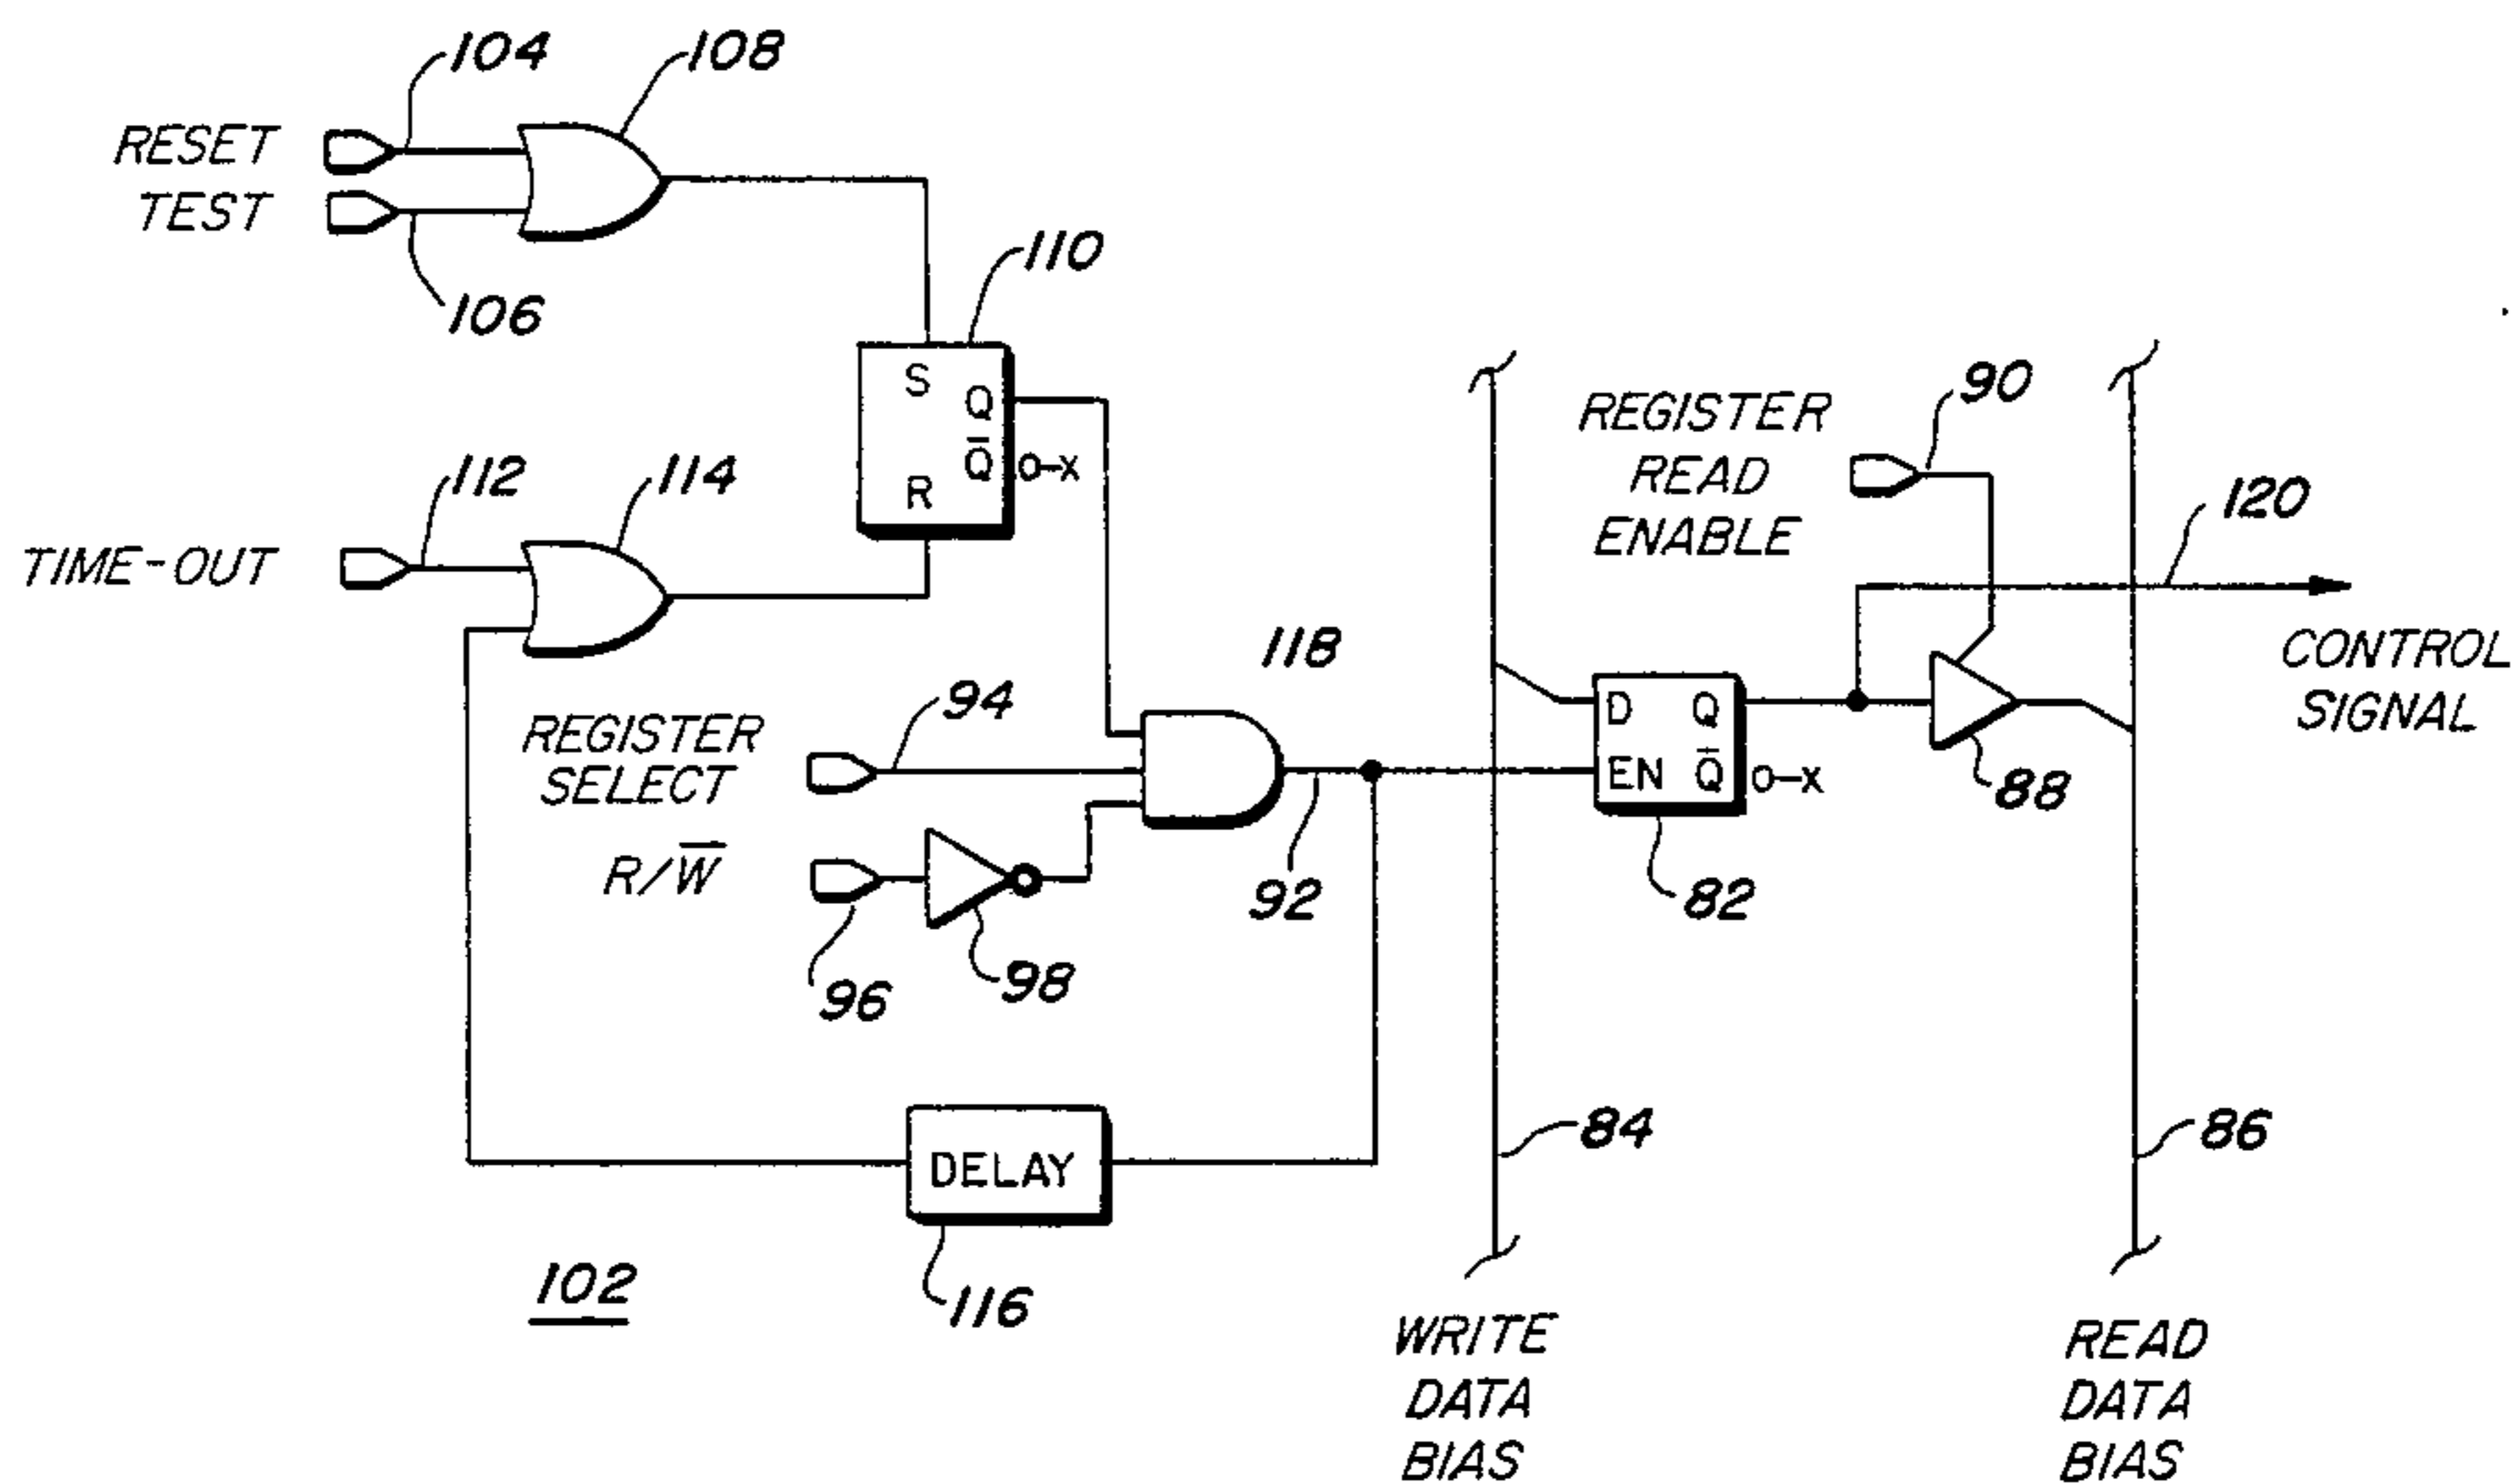 104
108
RESET
TEST
106
110
S
Q
Q̅
R
x
112
114
TIME-OUT
118
REGISTER
READ
ENABLE
90
120
CONTROL
SIGNAL
94
REGISTER
SELECT
R/W̅
96
98
92
D Q
EN Q̅
x
82
88
DELAY
116
84
86
102
WRITE
DATA
BIAS
READ
DATA
BIAS